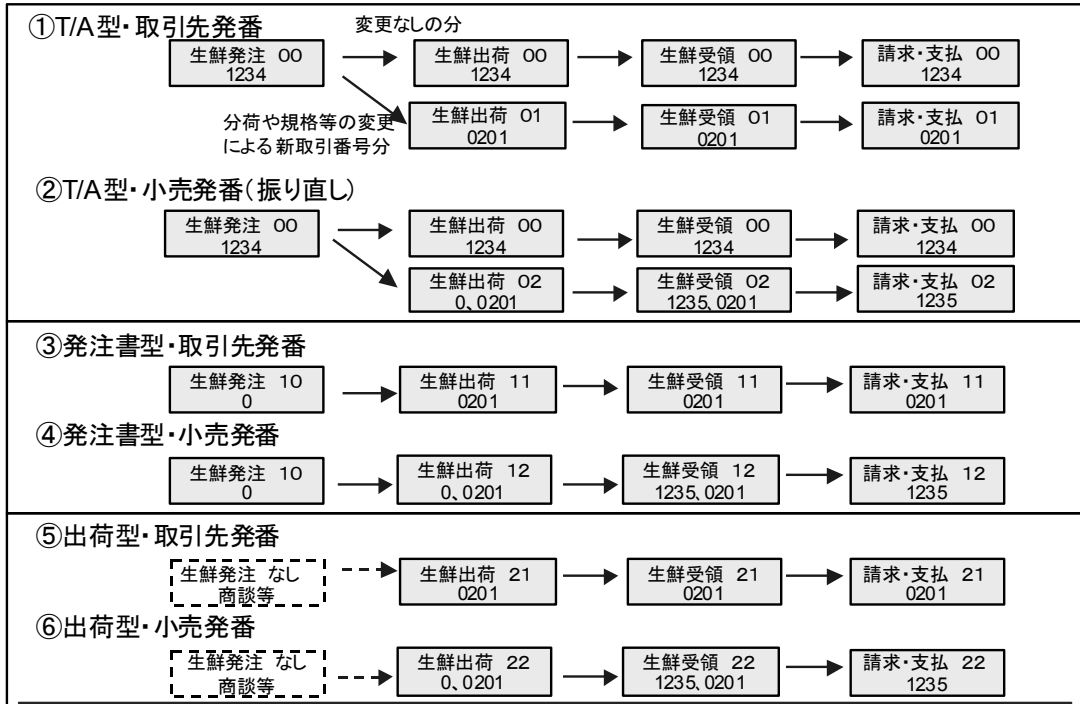 ①T/A型・取引先発番
変更なしの分
生鮮発注 00
1234
生鮮出荷 00
1234
生鮮受領 00
1234
請求・支払 00
1234
分荷や規格等の変更
による新取引番号分
生鮮出荷 01
0201
生鮮受領 01
0201
請求・支払 01
0201
②T/A型・小売発番(振り直し)
生鮮発注 00
1234
生鮮出荷 00
1234
生鮮受領 00
1234
請求・支払 00
1234
生鮮出荷 02
0、0201
生鮮受領 02
1235、0201
請求・支払 02
1235
③発注書型・取引先発番
生鮮発注 10
0
生鮮出荷 11
0201
生鮮受領 11
0201
請求・支払 11
0201
④発注書型・小売発番
生鮮発注 10
0
生鮮出荷 12
0、0201
生鮮受領 12
1235、0201
請求・支払 12
1235
⑤出荷型・取引先発番
生鮮発注 なし
商談等
生鮮出荷 21
0201
生鮮受領 21
0201
請求・支払 21
0201
⑥出荷型・小売発番
生鮮発注 なし
商談等
生鮮出荷 22
0、0201
生鮮受領 22
1235、0201
請求・支払 22
1235